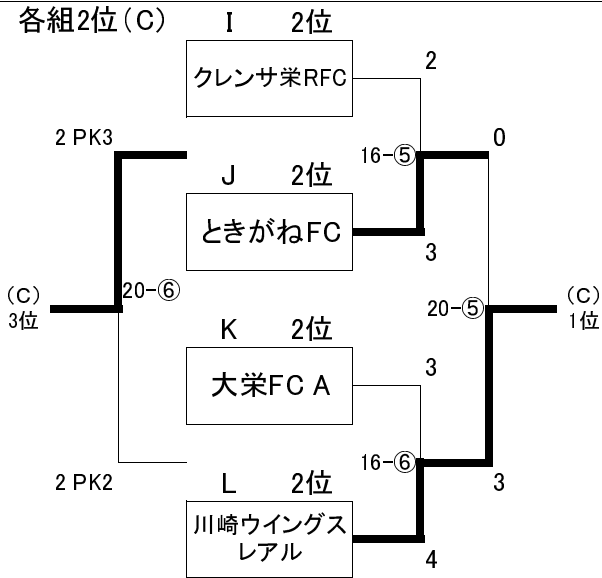 各組2位(C)
I 2位
クレンサ栄RFC
2
2 PK3
16-⑤
0
J 2位
ときがねFC
3
(C)
3位
20-⑥
20-⑤
(C)
1位
K 2位
大栄FC A
3
16-⑥
2 PK2
L 2位
3
川崎ウイングス
レアル
4